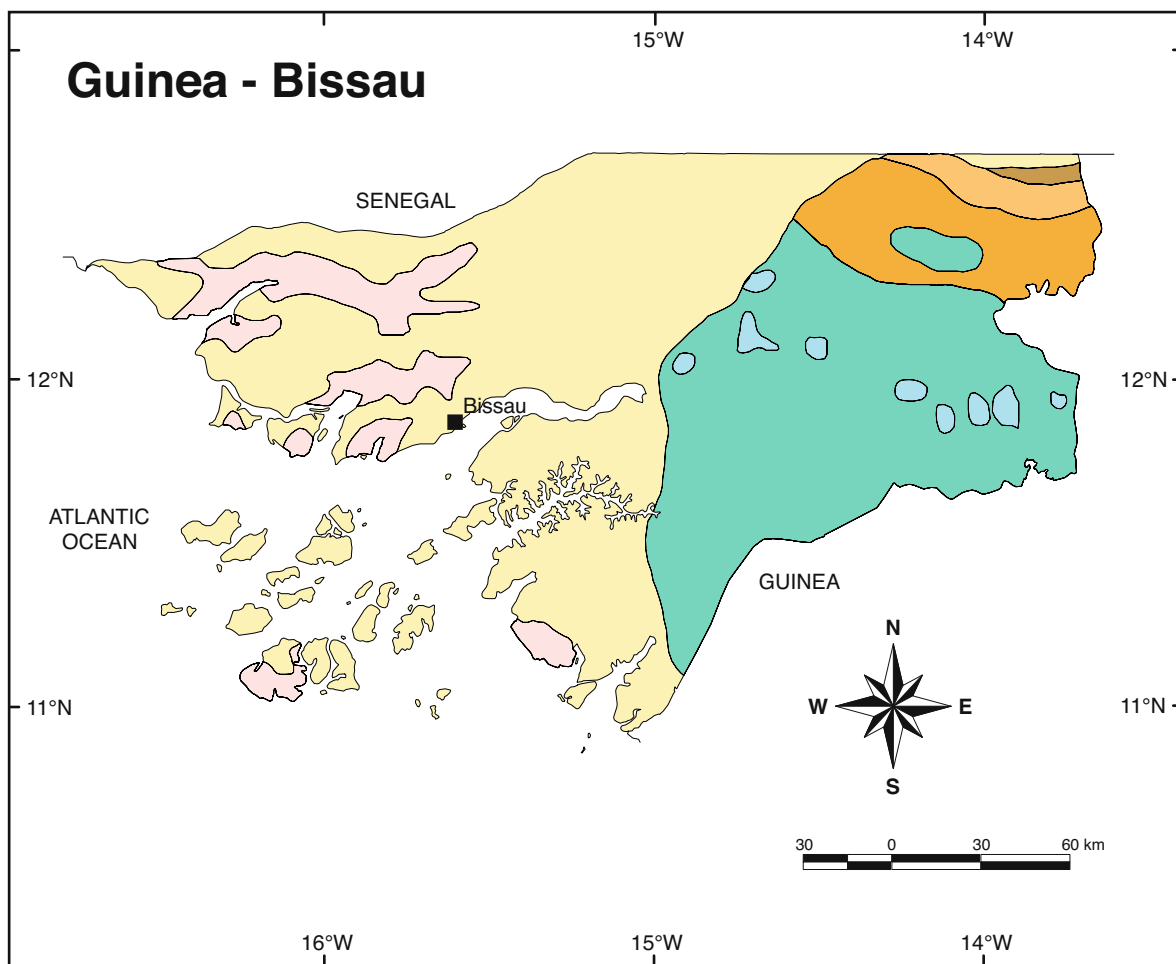 15°W
14°W
Guinea - Bissau
SENEGAL
12°N
12°N
Bissau
ATLANTIC
OCEAN
GUINEA
N
W
E
S
11°N
11°N
30
0
30
60 km
16°W
15°W
14°W